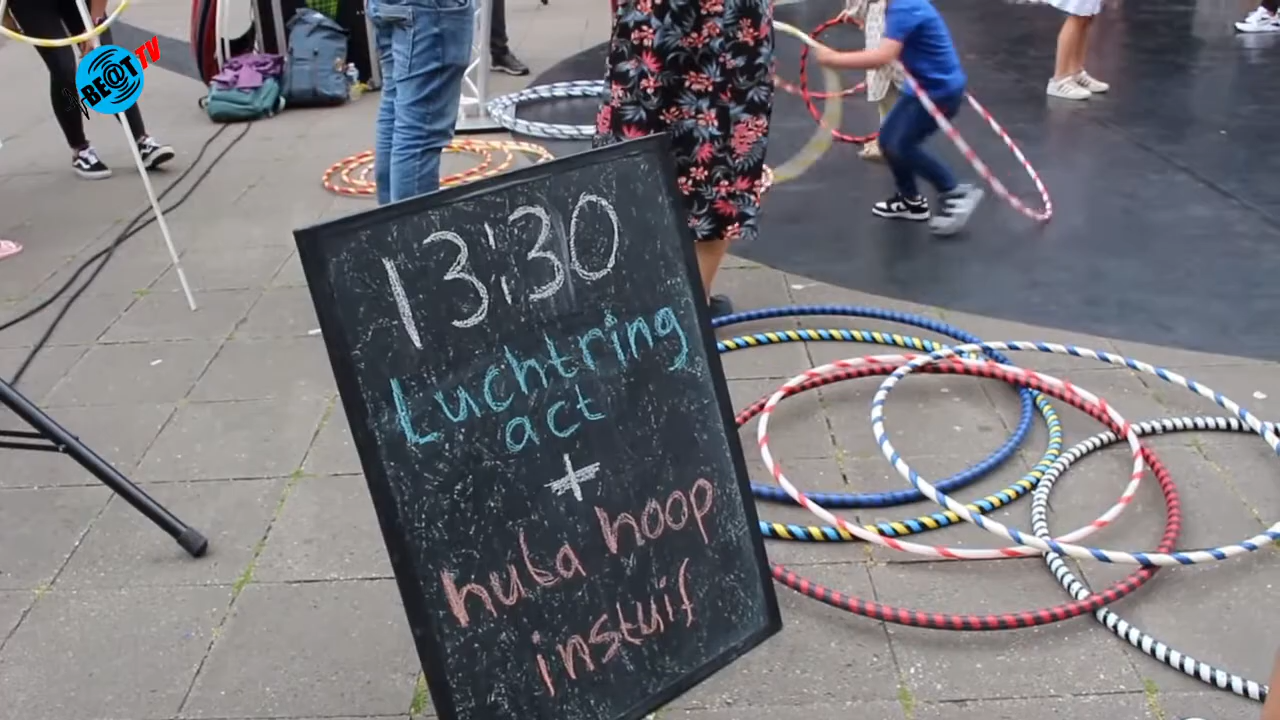 BE@T TV
13:30
Luchtring
act
+
hula hoop
instuif